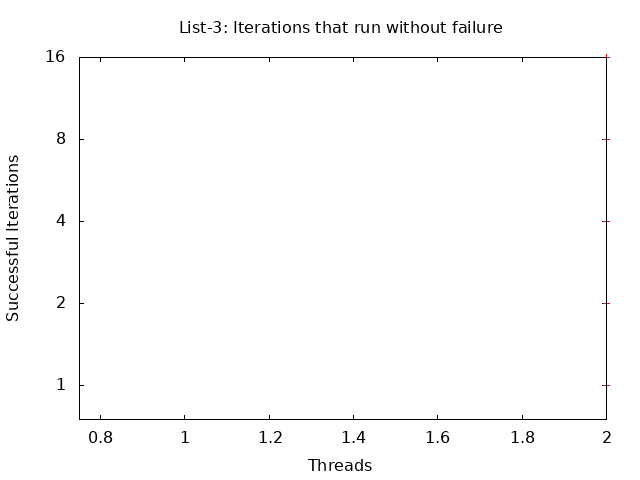 List-3: Iterations that run without failure
16
8
4
2
1
Successful Iterations
0.8 1 1.2 1.4 1.6 1.8 2
Threads